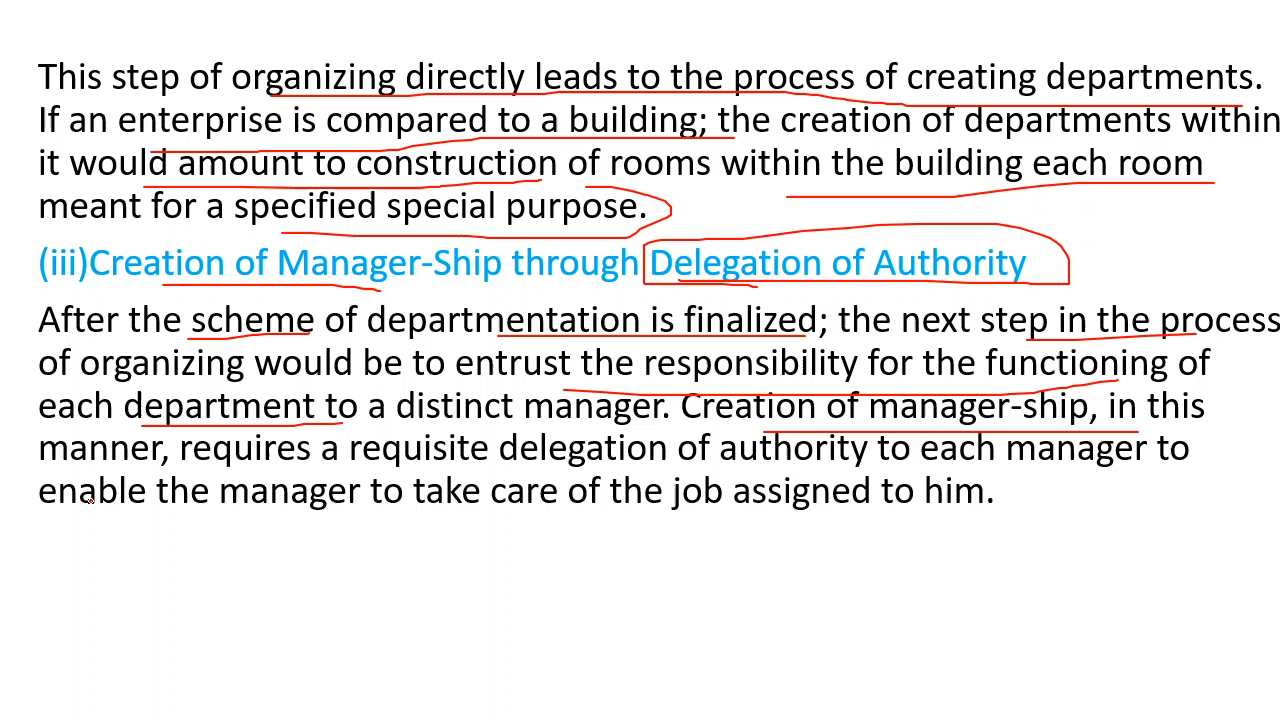 This step of organizing directly leads to the process of creating departments.
If an enterprise is compared to a building; the creation of departments within
it would amount to construction of rooms within the building each room
meant for a specified special purpose.
(iii)Creation of Manager-Ship through Delegation of Authority
After the scheme of departmentation is finalized; the next step in the process
of organizing would be to entrust the responsibility for the functioning of
each department to a distinct manager. Creation of manager-ship, in this
manner, requires a requisite delegation of authority to each manager to
enable the manager to take care of the job assigned to him.